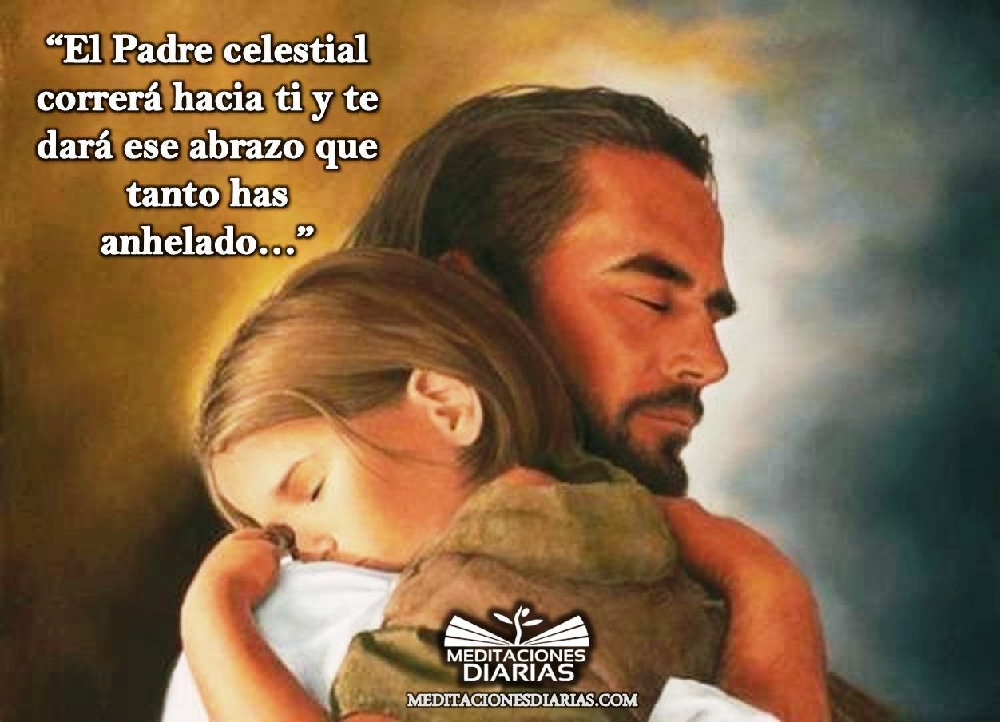 “El Padre celestial
correrá hacia ti y te
dará ese abrazo que
tanto has
anhelado...”
MEDITACIONES
DIARIAS
MEDITACIONESDIARIAS.COM